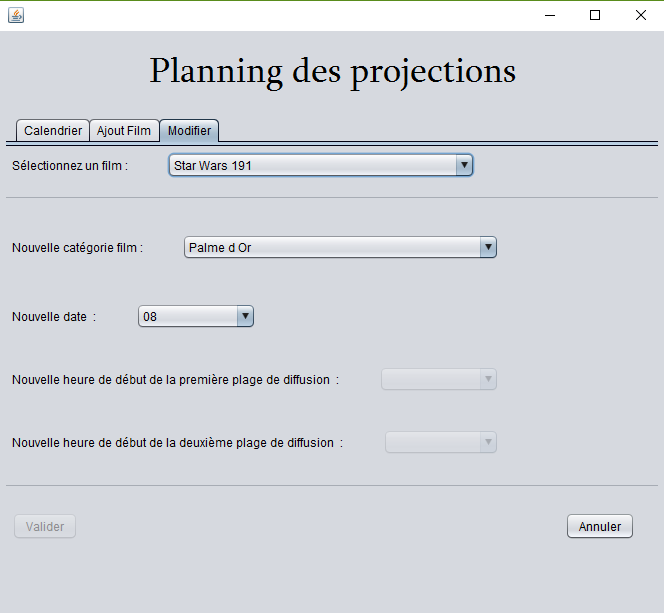 Planning des projections
Calendrier Ajout Film Modifier
Sélectionnez un film : Star Wars 191
Nouvelle catégorie film : Palme d Or
Nouvelle date : 08
Nouvelle heure de début de la première plage de diffusion :
Nouvelle heure de début de la deuxième plage de diffusion :
Valider Annuler